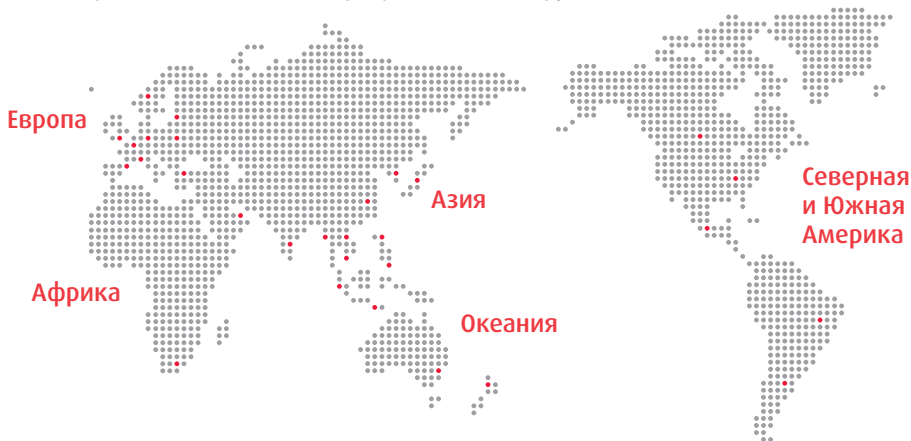 Европа
Азия
Северная
и Южная
Америка
Африка
Океания